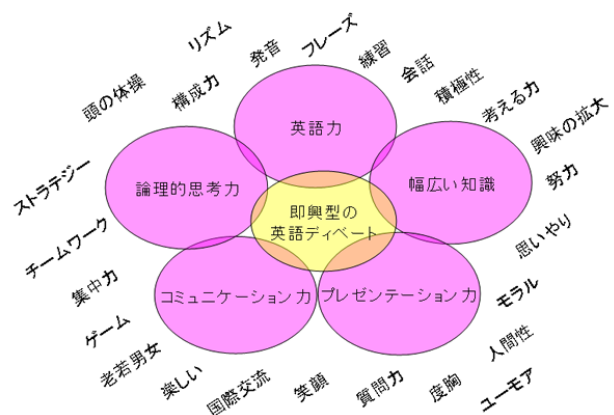 リズム
発音
フレーズ
練習
会話
積極性
考える力
興味の拡大
努力
思いやり
モラル
人間性
ユーモア
度胸
質問力
笑顔
国際交流
楽しい
老若男女
ゲーム
集中力
チームワーク
ストラテジー
頭の体操
構成力
英語力
論理的思考力
幅広い知識
即興型の
英語ディベート
コミュニケーション力
プレゼンテーション力